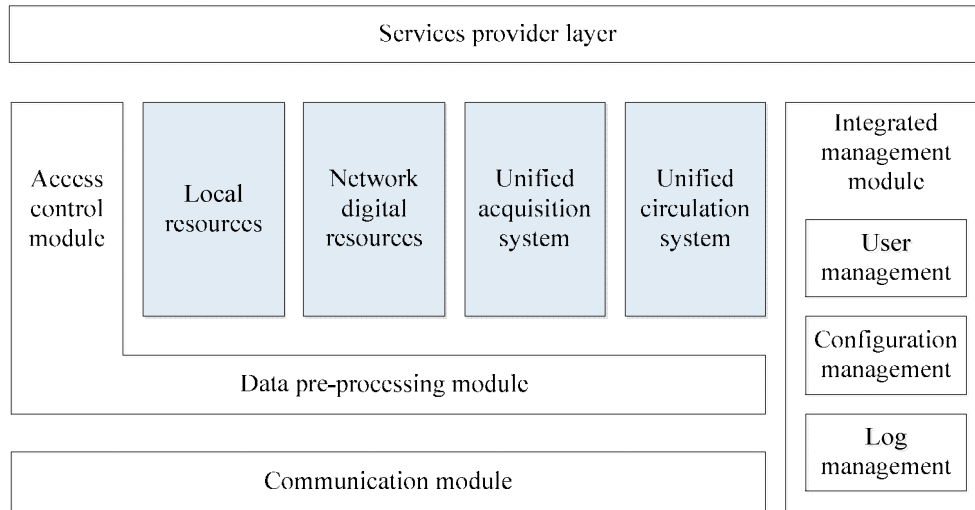 Services provider layer
Access
control
module
Local
resources
Network
digital
resources
Unified
acquisition
system
Unified
circulation
system
Integrated
management
module
User
management
Configuration
management
Log
management
Data pre-processing module
Communication module